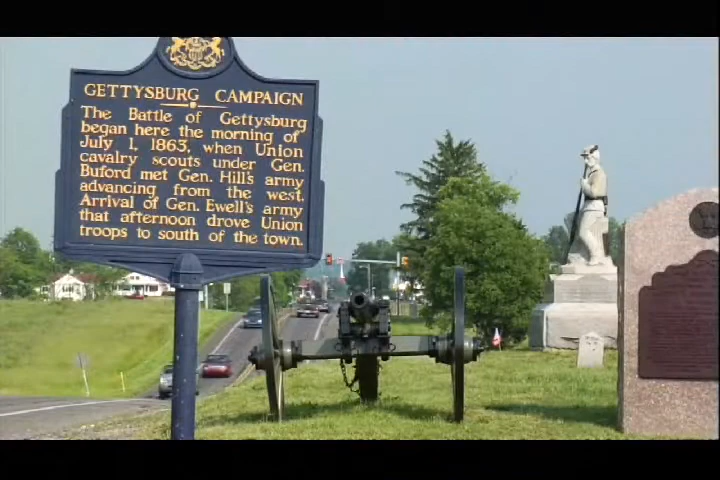 GETTYSBURG CAMPAIGN
The Battle of Gettysburg
began here the morning of
July 1, 1863, when Union
cavalry scouts under Gen.
Buford met Gen. Hill's army
advancing from the west.
Arrival of Gen. Ewell's army
that afternoon drove Union
troops to south of the town.